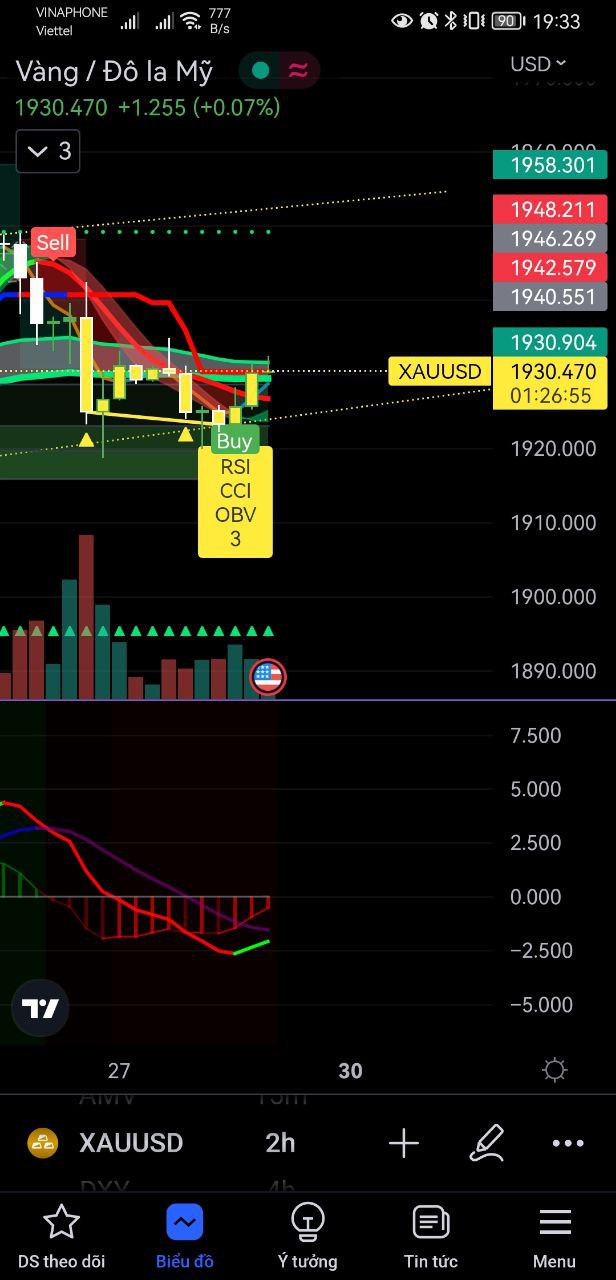 VINAPHONE
Viettel
777
B/s
90
19:33
Vàng / Đô la Mỹ
USD
1930.470 +1.255 (+0.07%)
3
1958.301
1948.211
1946.269
1942.579
1940.551
1930.904
XAUUSD
1930.470
01:26:55
1920.000
1910.000
1900.000
1890.000
Sell
Buy
RSI
CCI
OBV
3
7.500
5.000
2.500
0.000
−2.500
−5.000
27
30
XAUUSD
2h
DS theo dõi
Biểu đồ
Ý tưởng
Tin tức
Menu